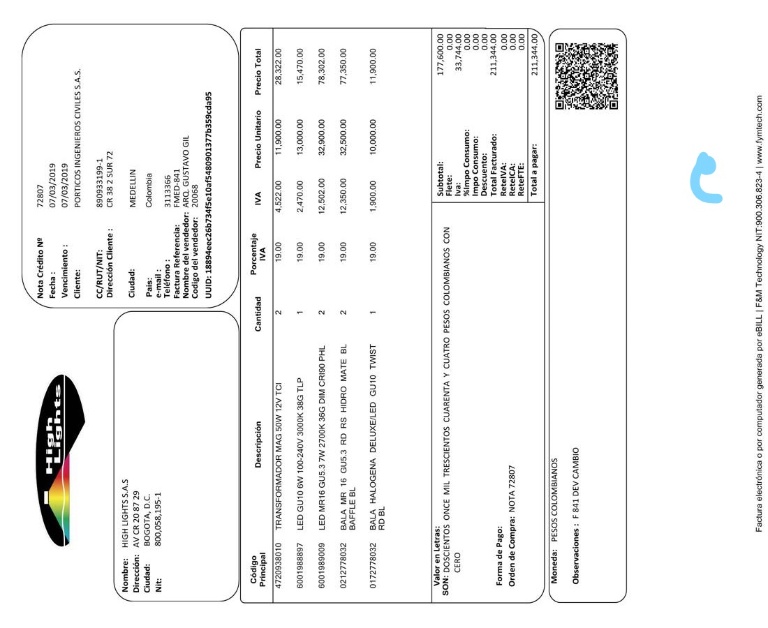 High
Lights
Nombre: HIGH LIGHTS S.A.S
Dirección: AV CR 20 87 29
Ciudad: BOGOTA, D.C.
Nit: 800,058,195-1
Nota Crédito Nº 72807
Fecha : 07/03/2019
Vencimiento : 07/03/2019
Cliente: PORTICOS INGENIEROS CIVILES S.A.S.
CC/RUT/NIT: 890933199-1
Dirección Cliente : CR 38 2 SUR 72
Ciudad: MEDELLIN
Pais: Colombia
e-mail :
Teléfono : 3113366
Factura Referencia: FMED-841
Nombre del vendedor: ARQ. GUSTAVO GIL
Codigo del vendedor: 20068
UUID: 18894eec26b734f5e10af5480901377b359cda95
Código Principal Descripción Cantidad Porcentaje IVA IVA Precio Unitario Precio Total
4720938010 TRANSFORMADOR MAG 50W 12V TCI 2 19.00 4,522.00 11,900.00 28,322.00
6001988897 LED GU10 6W 100-240V 3000K 38G TLP 1 19.00 2,470.00 13,000.00 15,470.00
6001989009 LED MR16 GU5.3 7W 2700K 36G DIM CRI90 PHL 2 19.00 12,502.00 32,900.00 78,302.00
0212778032 BALA MR 16 GU5.3 RD RS HIDRO MATE BL BAFFLE BL 2 19.00 12,350.00 32,500.00 77,350.00
0172778032 BALA HALOGENA DELUXE/LED GU10 TWIST RD BL 1 19.00 1,900.00 10,000.00 11,900.00
Valor en Letras:
SON: DOSCIENTOS ONCE MIL TRESCIENTOS CUARENTA Y CUATRO PESOS COLOMBIANOS CON
CERO
Forma de Pago:
Orden de Compra: NOTA 72807
Subtotal: 177,600.00
Flete: 0.00
Iva: 33,744.00
%Impo Consumo: 0.00
Impo Consumo: 0.00
Descuento: 0.00
Total Facturado: 211,344.00
ReteIVA: 0.00
ReteICA: 0.00
ReteFTE: 0.00
Total a pagar: 211,344.00
Moneda: PESOS COLOMBIANOS
Observaciones : F 841 DEV CAMBIO
Factura electrónica o por computador generada por eBILL | F&M Technology NIT:900.306.823-4 | www.fymtech.com